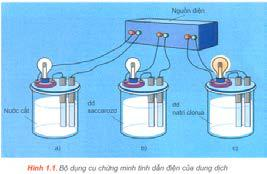 Nguồn điện
Nước cất
dd
saccarozơ
dd
natri clorua
a)
b)
c)
Hình 1.1. Bộ dụng cụ chứng minh tính dẫn điện của dung dịch